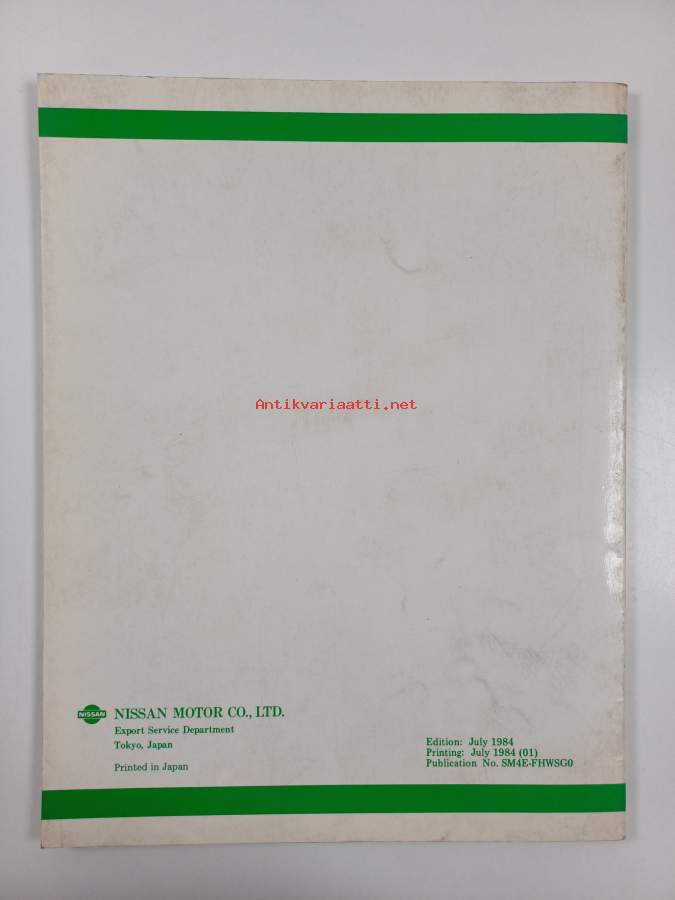 Antikvariaatti.net
NISSAN
NISSAN MOTOR CO., LTD.
Export Service Department
Tokyo, Japan
Printed in Japan
Edition: July 1984
Printing: July 1984 (01)
Publication No. SM4E-FHWSG0